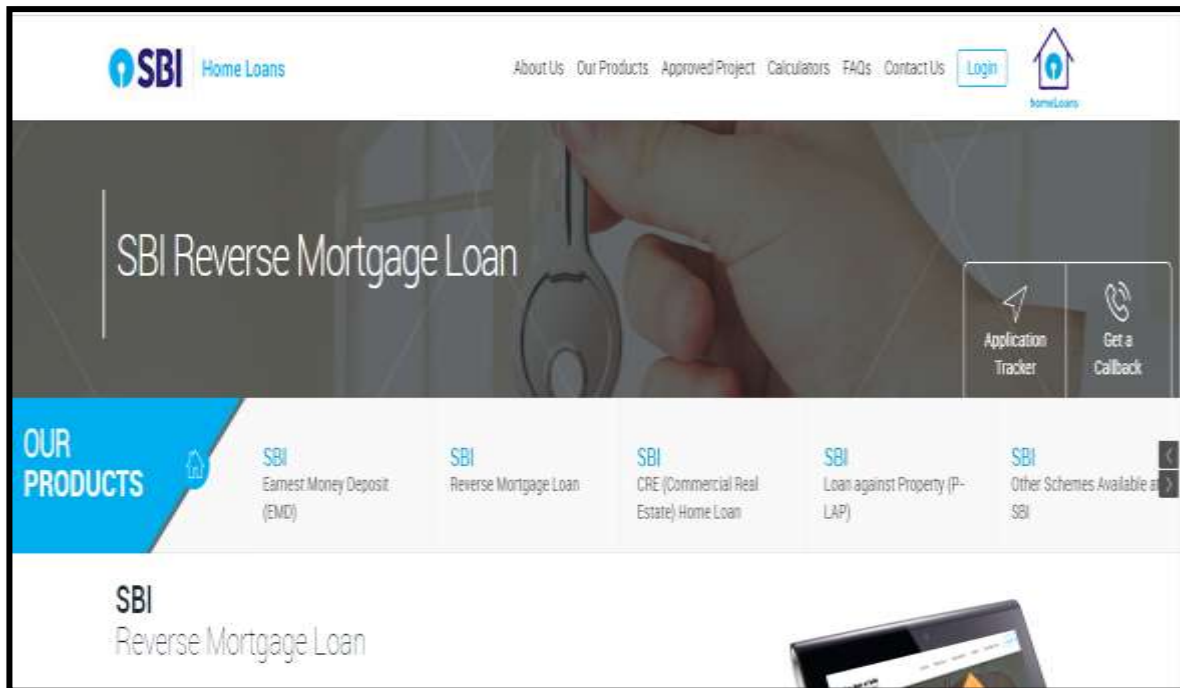 SBI Home Loans
About Us Our Products Approved Project Calculators FAQs Contact Us Login
homeLoans
SBI Reverse Mortgage Loan
Application
Tracker
Get a
Callback
OUR
PRODUCTS
SBI
Earnest Money Deposit
(EMD)
SBI
Reverse Mortgage Loan
SBI
CRE (Commercial Real
Estate) Home Loan
SBI
Loan against Property (P-
LAP)
SBI
Other Schemes Available at
SBI
SBI
Reverse Mortgage Loan